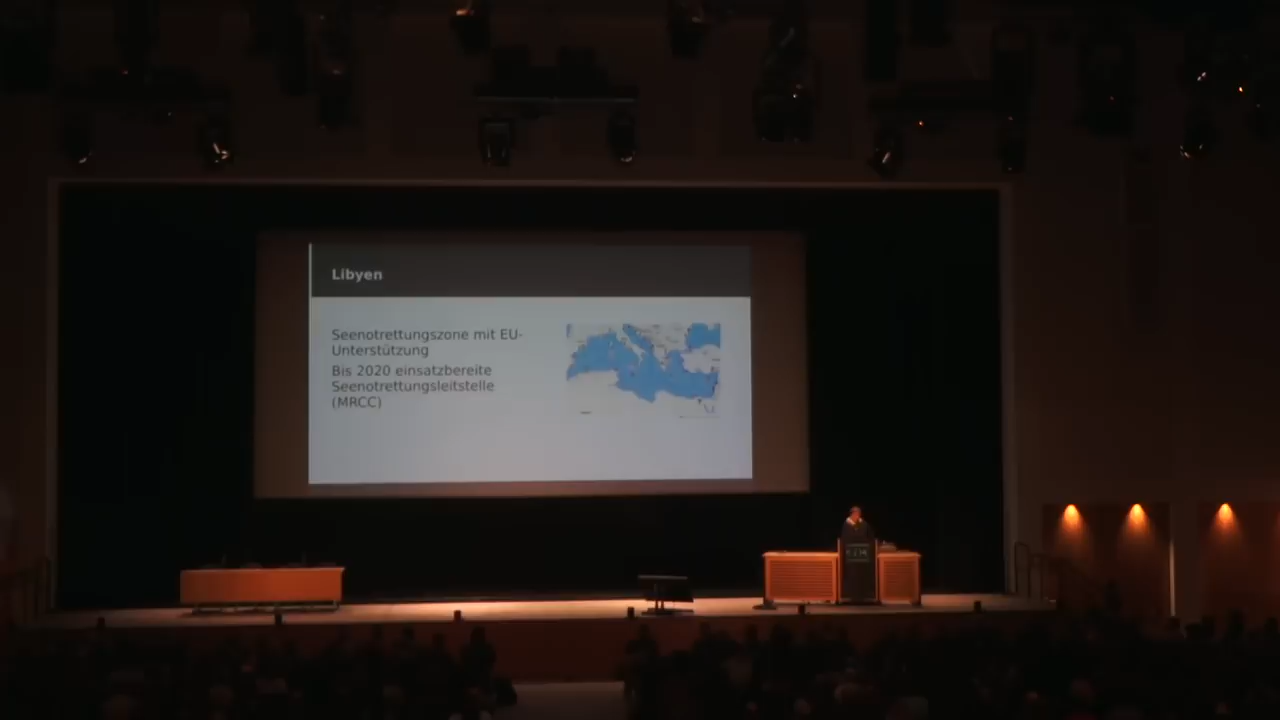 Libyen
Seenotrettungszone mit EU-
Unterstützung
Bis 2020 einsatzbereite
Seenotrettungsleitstelle
(MRCC)